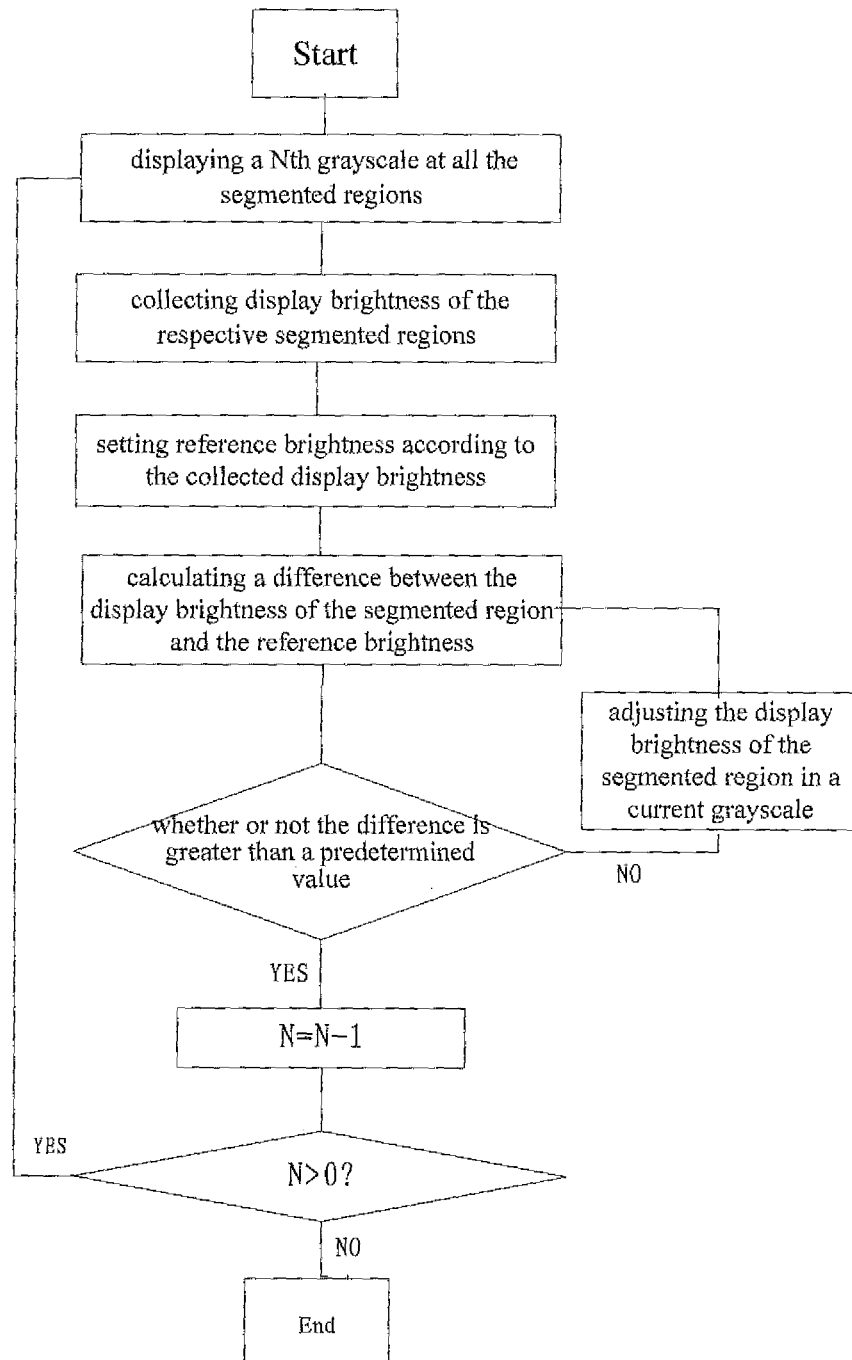 Start
displaying a Nth grayscale at all the
segmented regions
collecting display brightness of the
respective segmented regions
setting reference brightness according to
the collected display brightness
calculating a difference between the
display brightness of the segmented region
and the reference brightness
adjusting the display
brightness of the
segmented region in a
current grayscale
whether or not the difference is
greater than a predetermined
value
NO
YES
N=N-1
YES
N>0?
NO
End